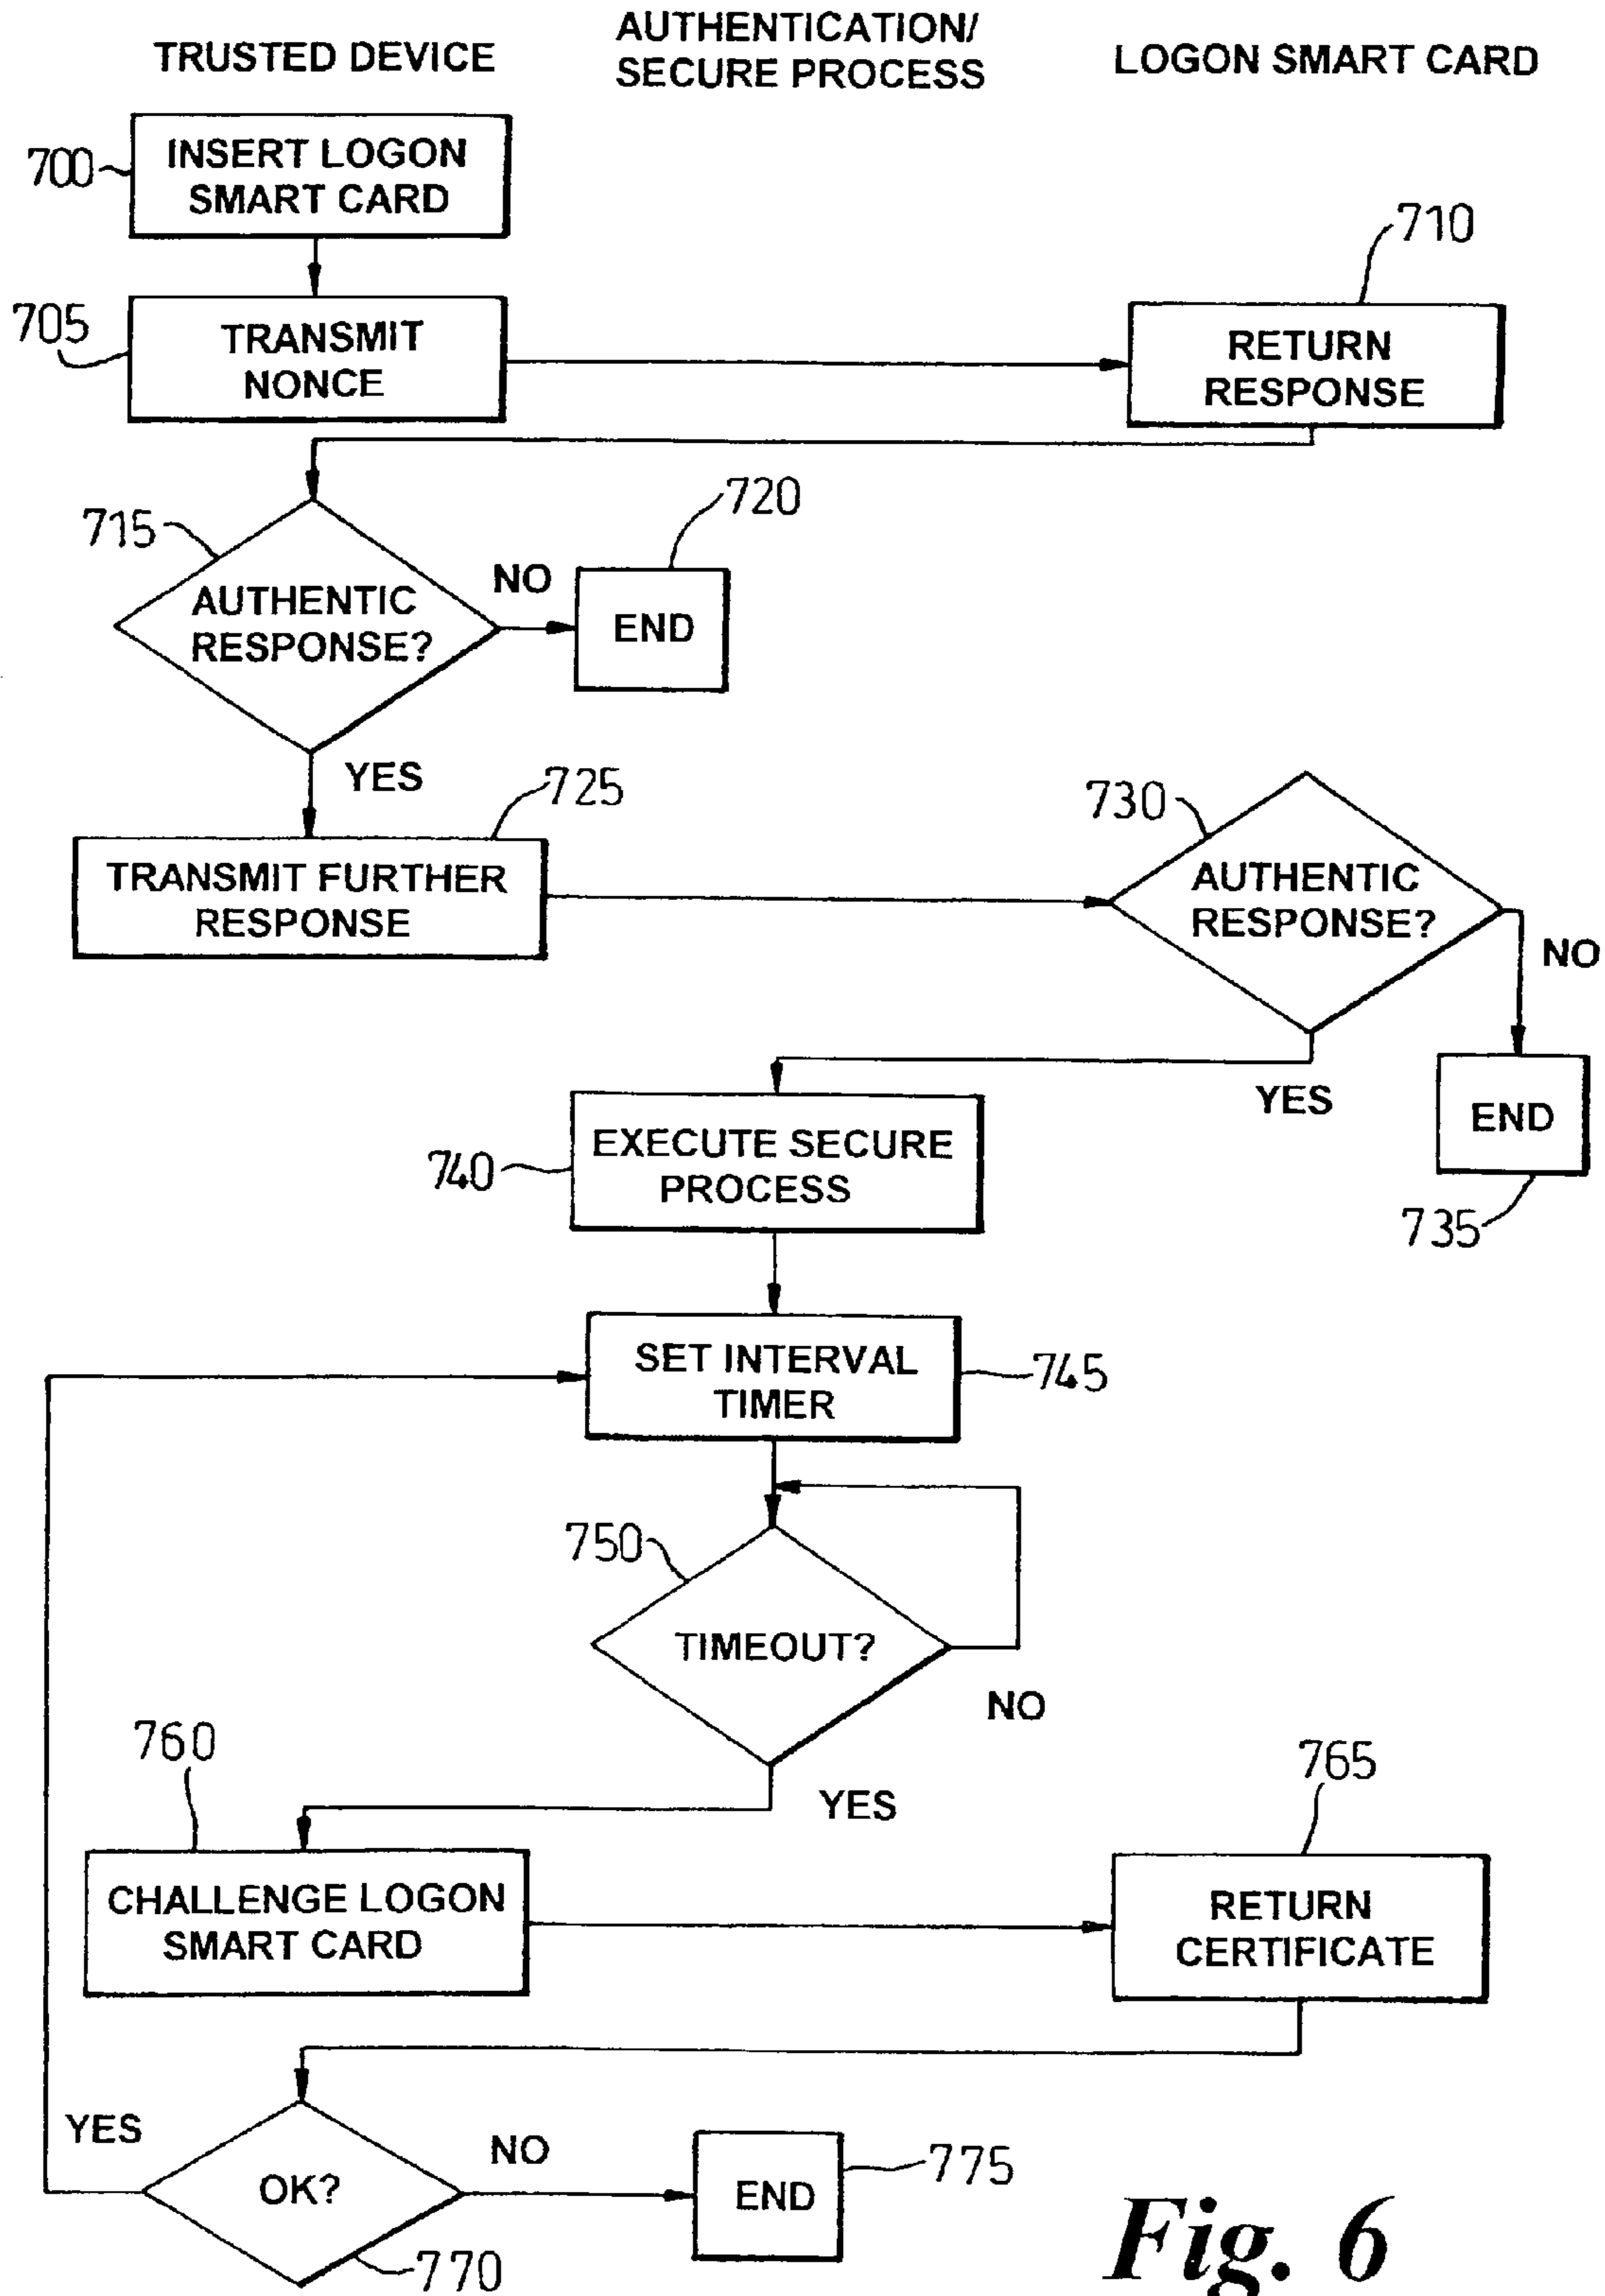 TRUSTED DEVICE
AUTHENTICATION/
SECURE PROCESS
LOGON SMART CARD
700
INSERT LOGON
SMART CARD
710
705
TRANSMIT
NONCE
RETURN
RESPONSE
715
720
AUTHENTIC
RESPONSE?
NO
END
YES
725
730
TRANSMIT FURTHER
RESPONSE
AUTHENTIC
RESPONSE?
NO
YES
END
735
740
EXECUTE SECURE
PROCESS
SET INTERVAL
TIMER
745
750
TIMEOUT?
NO
YES
760
765
CHALLENGE LOGON
SMART CARD
RETURN
CERTIFICATE
YES
OK?
NO
END
775
770
Fig. 6